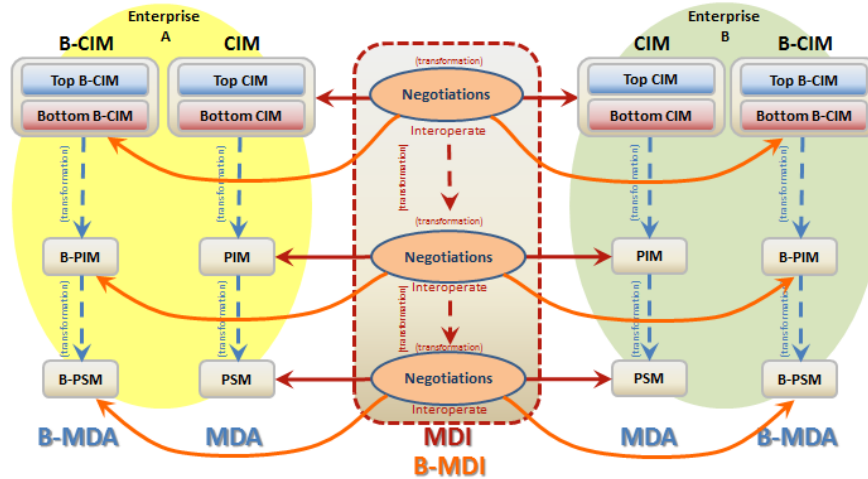 Enterprise
A
B-CIM
CIM
Top B-CIM
Top CIM
Bottom B-CIM
Bottom CIM
(transformation)
(transformation)
B-PIM
PIM
(transformation)
(transformation)
B-PSM
PSM
B-MDA
MDA
(transformation)
Negotiations
Interoperate
(transformation)
(transformation)
Negotiations
Interoperate
(transformation)
(transformation)
Negotiations
Interoperate
MDI
B-MDI
Enterprise
B
CIM
B-CIM
Top CIM
Top B-CIM
Bottom CIM
Bottom B-CIM
(transformation)
(transformation)
PIM
B-PIM
(transformation)
(transformation)
PSM
B-PSM
MDA
B-MDA